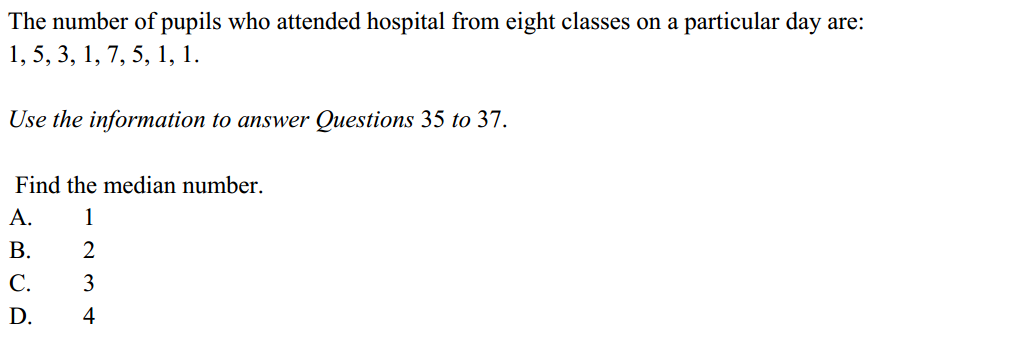 The number of pupils who attended hospital from eight classes on a particular day are:
1, 5, 3, 1, 7, 5, 1, 1.
Use the information to answer Questions 35 to 37.
Find the median number.
A. 1
B. 2
C. 3
D. 4